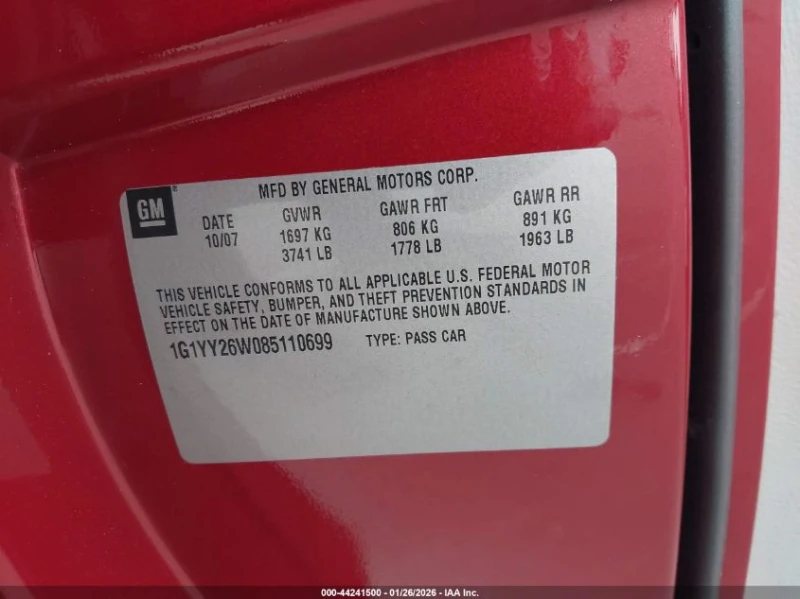 MFD BY GENERAL MOTORS CORP.
GM
DATE GVWR GAWR FRT GAWR RR
10/07 1697 KG 806 KG 891 KG
3741 LB 1778 LB 1963 LB
THIS VEHICLE CONFORMS TO ALL APPLICABLE U.S. FEDERAL MOTOR
VEHICLE SAFETY, BUMPER, AND THEFT PREVENTION STANDARDS IN
EFFECT ON THE DATE OF MANUFACTURE SHOWN ABOVE.
1G1YY26W085110699 TYPE: PASS CAR
000-44241500 - 01/26/2026 - IAA Inc.